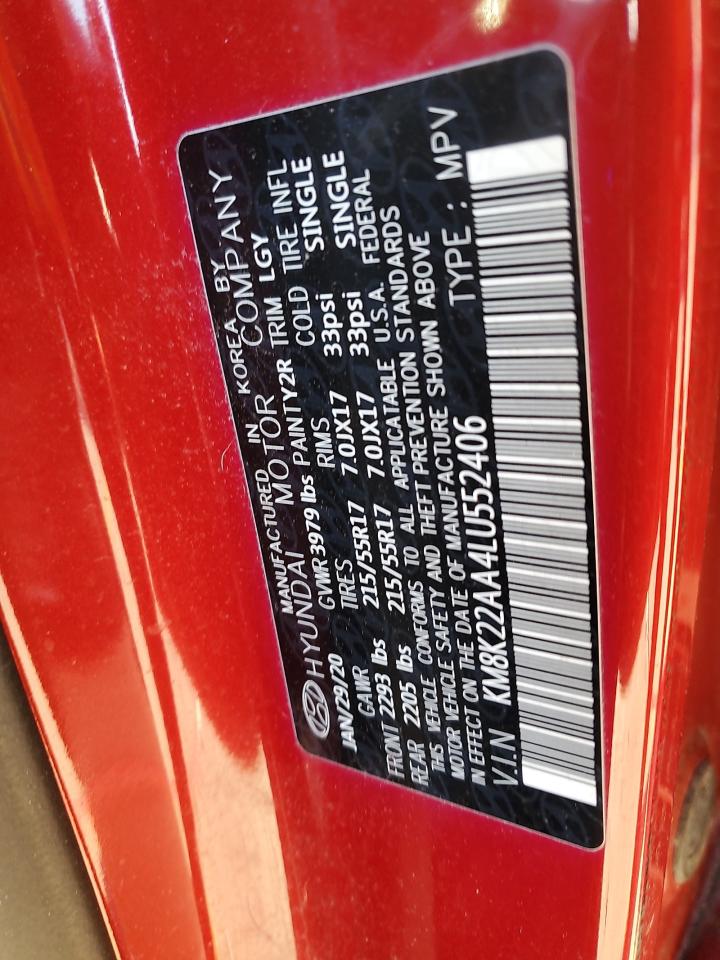 MANUFACTURED IN KOREA BY
HYUNDAI MOTOR COMPANY
JAN/29/20 GVWR 3979 lbs PAINT Y2R TRIM LGY
GAWR TIRES RIMS COLD TIRE INFL
FRONT 2293 lbs 215/55R17 7.0JX17 33psi SINGLE
REAR 2205 lbs 215/55R17 7.0JX17 33psi SINGLE
THIS VEHICLE CONFORMS TO ALL APPLICATABLE U.S.A. FEDERAL
MOTOR VEHICLE SAFETY AND THEFT PREVENTION STANDARDS
IN EFFECT ON THE DATE OF MANUFACTURE SHOWN ABOVE
V.I.N KM8K22AA4LU552406 TYPE : MPV